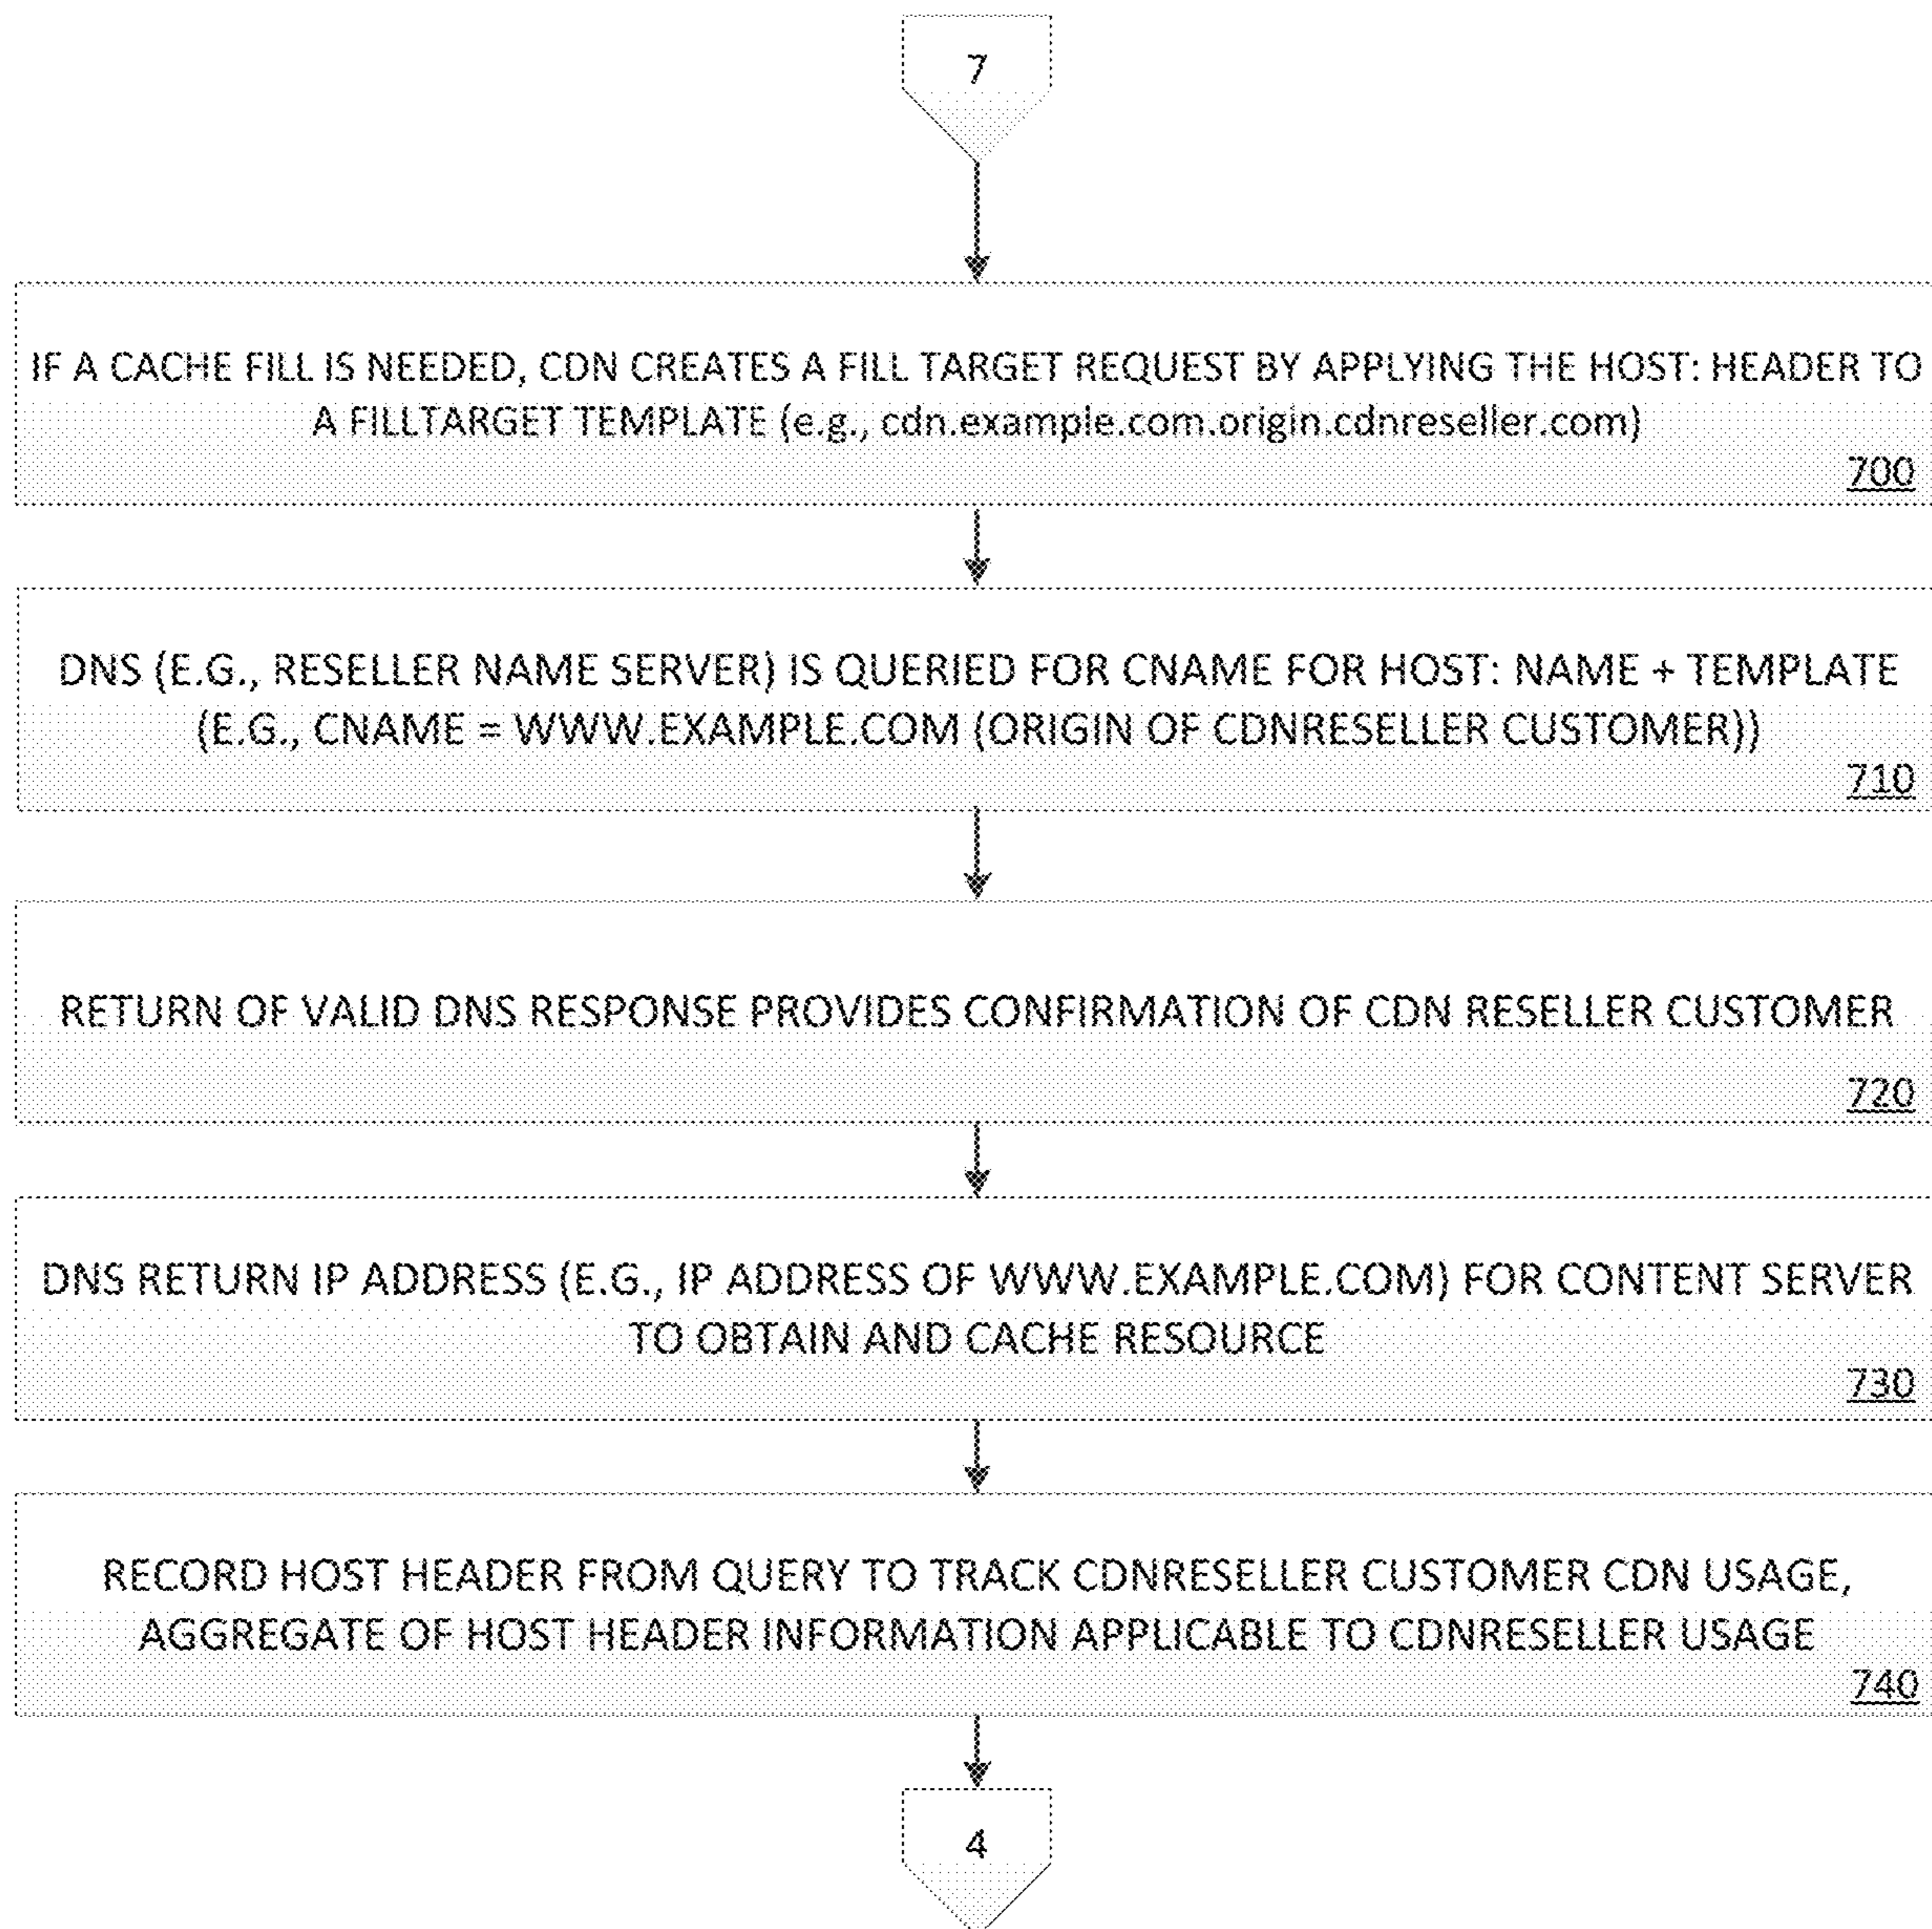 7
IF A CACHE FILL IS NEEDED, CDN CREATES A FILL TARGET REQUEST BY APPLYING THE HOST: HEADER TO
A FILLTARGET TEMPLATE (e.g., cdn.example.com.origin.cdnreseller.com)
700
DNS (E.G., RESELLER NAME SERVER) IS QUERIED FOR CNAME FOR HOST: NAME + TEMPLATE
(E.G., CNAME = WWW.EXAMPLE.COM (ORIGIN OF CDNRESELLER CUSTOMER))
710
RETURN OF VALID DNS RESPONSE PROVIDES CONFIRMATION OF CDN RESELLER CUSTOMER
720
DNS RETURN IP ADDRESS (E.G., IP ADDRESS OF WWW.EXAMPLE.COM) FOR CONTENT SERVER
TO OBTAIN AND CACHE RESOURCE
730
RECORD HOST HEADER FROM QUERY TO TRACK CDNRESELLER CUSTOMER CDN USAGE,
AGGREGATE OF HOST HEADER INFORMATION APPLICABLE TO CDNRESELLER USAGE
740
4